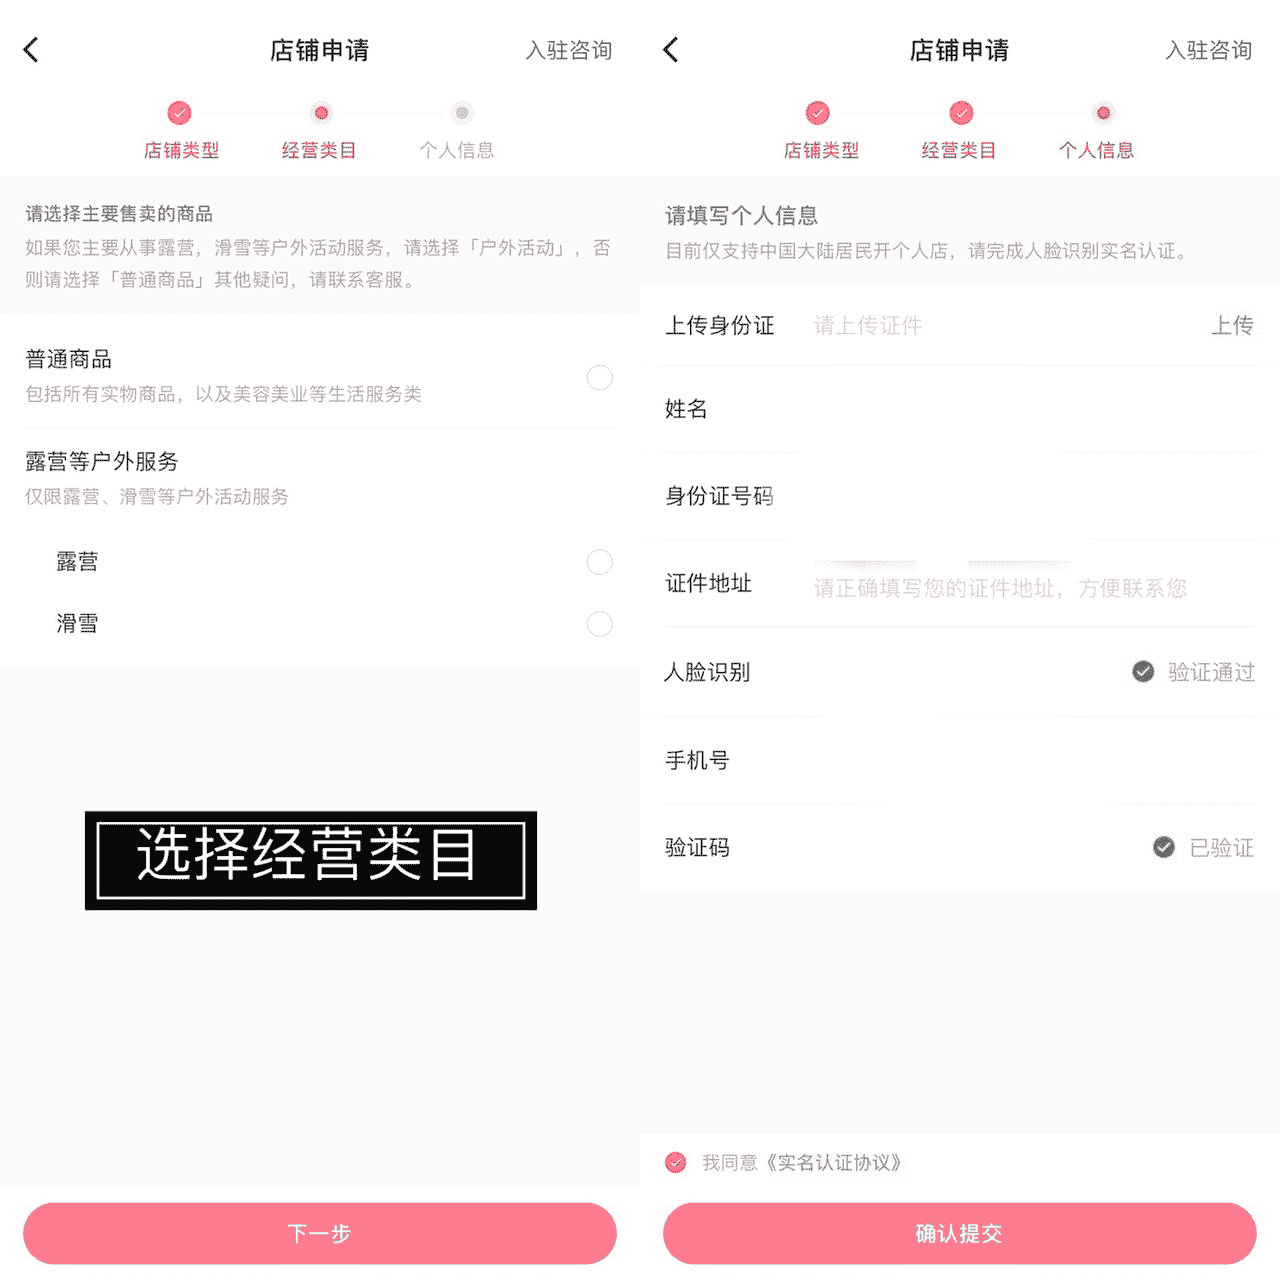 店铺申请
入驻咨询
店铺类型
经营类目
个人信息
请选择主要售卖的商品
如果您主要从事露营，滑雪等户外活动服务，请选择「户外活动」，否
则请选择「普通商品」其他疑问，请联系客服。
普通商品
包括所有实物商品，以及美容美业等生活服务类
露营等户外服务
仅限露营、滑雪等户外活动服务
露营
滑雪
选择经营类目
下一步
店铺申请
入驻咨询
店铺类型
经营类目
个人信息
请填写个人信息
目前仅支持中国大陆居民开个人店，请完成人脸识别实名认证。
上传身份证
请上传证件
上传
姓名
身份证号码
证件地址
请正确填写您的证件地址，方便联系您
人脸识别
验证通过
手机号
验证码
已验证
我同意《实名认证协议》
确认提交